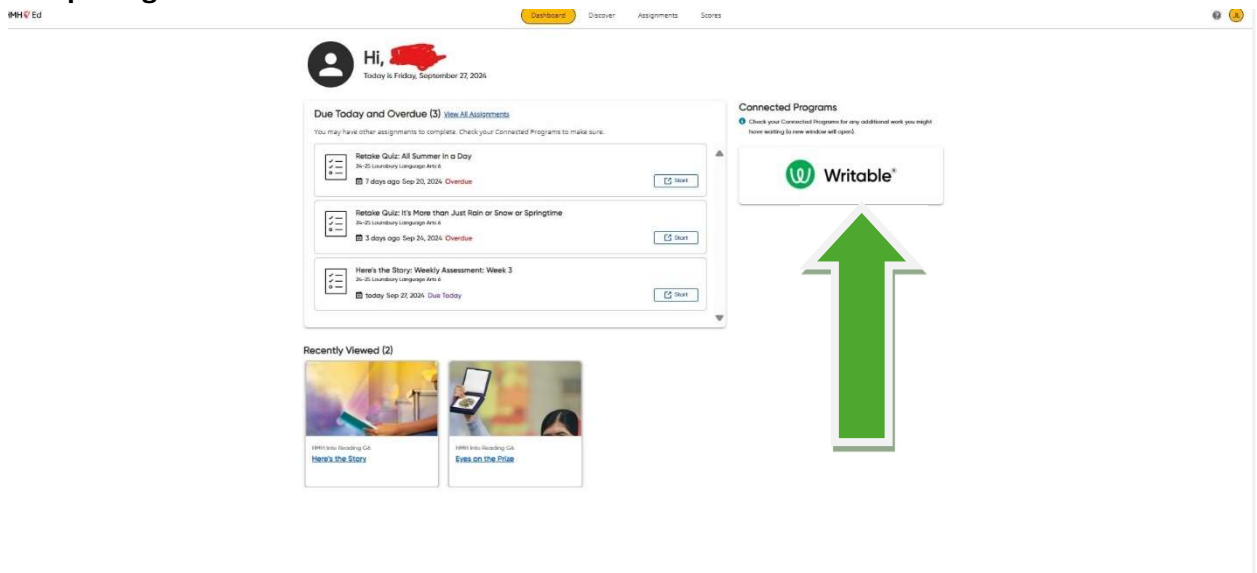 HMH Ed
Dashboard Discover Assignments Scores
JL
Hi,
Today is Friday, September 27, 2024
Due Today and Overdue (3) View All Assignments
You may have other assignments to complete. Check your Connected Programs to make sure.
Retake Quiz: All Summer in a Day
24-25 Lounsbury Language Arts 6
7 days ago Sep 20, 2024 Overdue
Start
Retake Quiz: It's More than Just Rain or Snow or Springtime
24-25 Lounsbury Language Arts 6
3 days ago Sep 24, 2024 Overdue
Start
Here's the Story: Weekly Assessment: Week 3
24-25 Lounsbury Language Arts 6
today Sep 27, 2024 Due Today
Start
Connected Programs
Check your Connected Programs for any additional work you might
have waiting (a new window will open).
Writable®
Recently Viewed (2)
HMH Into Reading G6
Here's the Story
HMH Into Reading G6
Eyes on the Prize